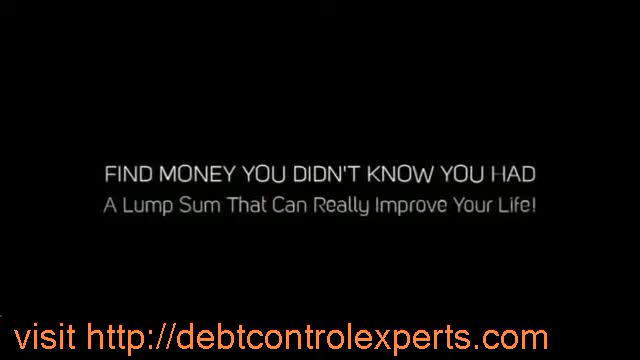 FIND MONEY YOU DIDN'T KNOW YOU HAD
A Lump Sum That Can Really Improve Your Life!
visit http://debtcontrolexperts.com